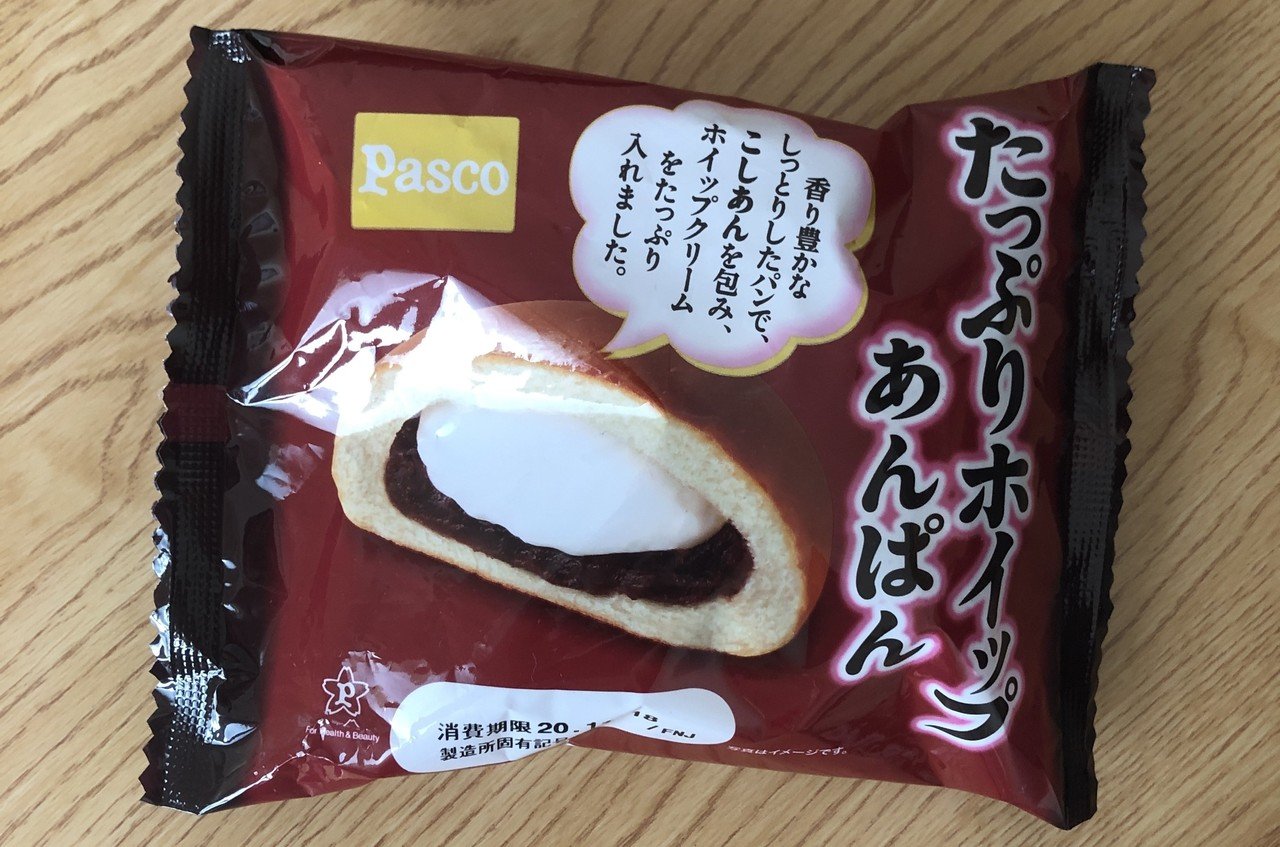 Pasco
香り豊かな
しっとりしたパンで、
こしあんを包み、
ホイップクリーム
をたっぷり
入れました。
たっぷりホイップ
あんぱん
P
For Health & Beauty
消費期限 20. 18
製造所固有記 / FNJ
写真はイメージです。